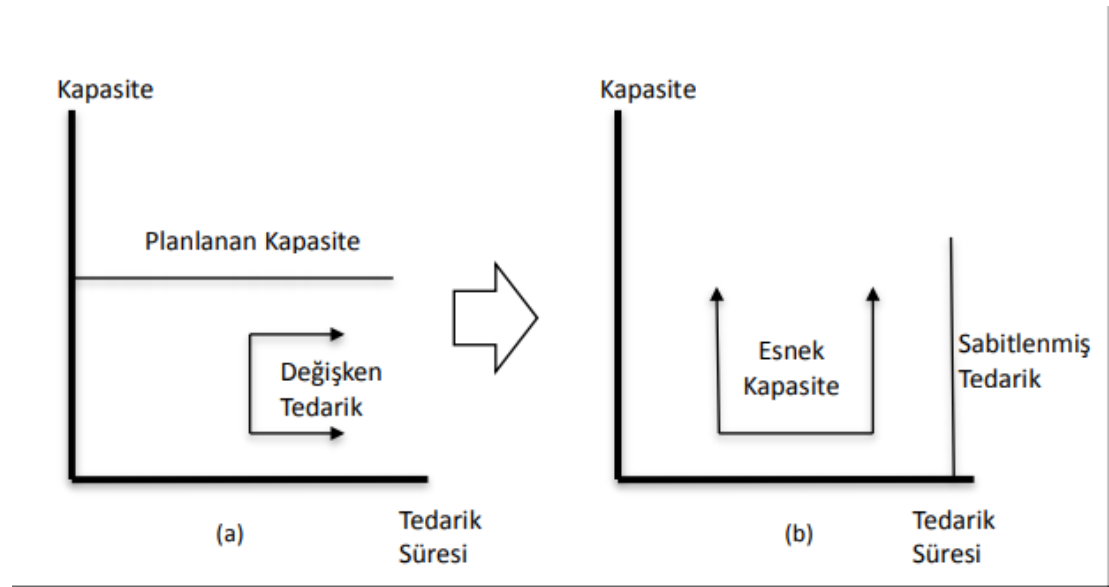 Kapasite
Planlanan Kapasite
Değişken
Tedarik
Tedarik
Süresi
(a)
Kapasite
Esnek
Kapasite
Sabitlenmiş
Tedarik
Tedarik
Süresi
(b)